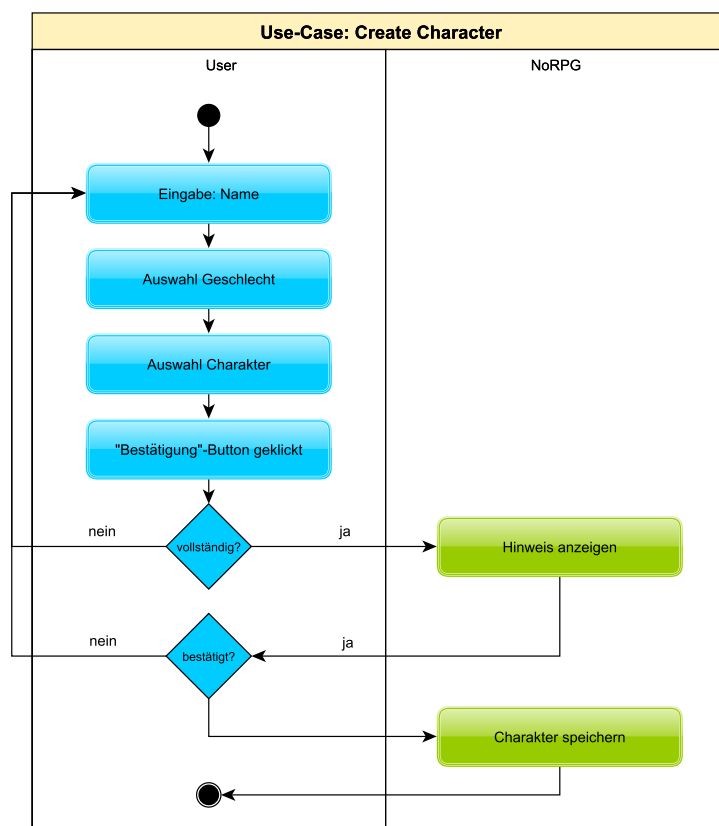 Use-Case: Create Character
User
NoRPG
Eingabe: Name
Auswahl Geschlecht
Auswahl Charakter
"Bestätigung"-Button geklickt
nein
vollständig?
ja
Hinweis anzeigen
nein
bestätigt?
ja
Charakter speichern